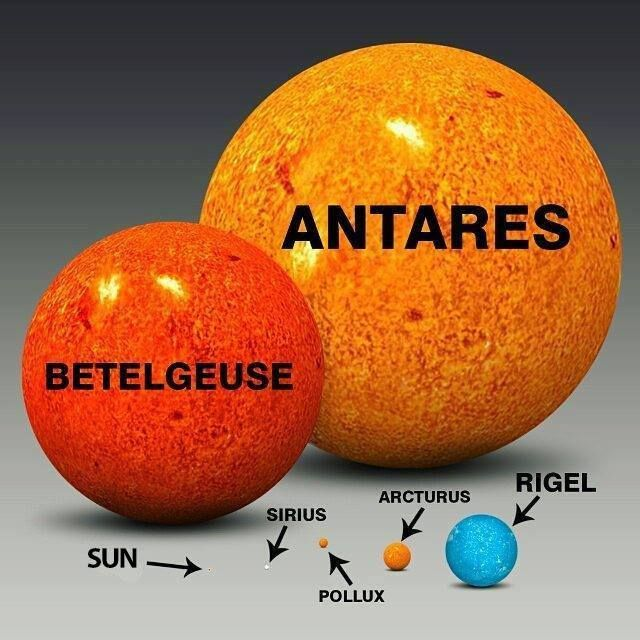 ANTARES
BETELGEUSE
RIGEL
ARCTURUS
SIRIUS
SUN
POLLUX